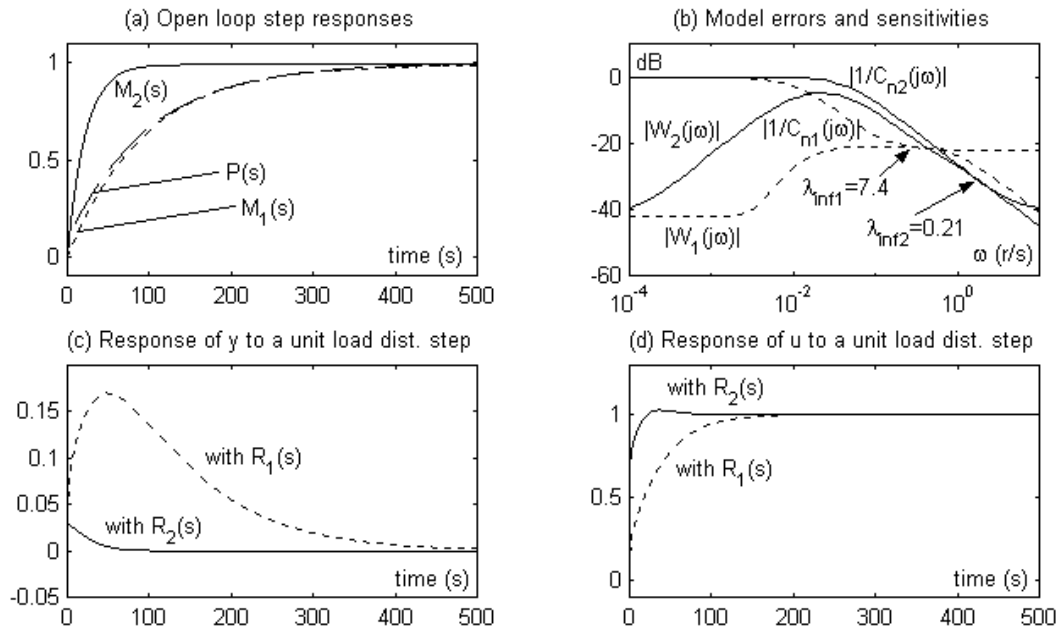 (a) Open loop step responses
1
0.5
0
M2(s)
P(s)
M1(s)
time (s)
0 100 200 300 400 500
(b) Model errors and sensitivities
dB
0
-20
-40
-60
|1/Cn2(jω)|
|W2(jω)|
|1/Cn1(jω)|
λinf1=7.4
|W1(jω)|
λinf2=0.21
ω (r/s)
10^-4 10^-2 10^0
(c) Response of y to a unit load dist. step
0.15
0.1
0.05
0
-0.05
with R1(s)
with R2(s)
time (s)
0 100 200 300 400 500
(d) Response of u to a unit load dist. step
1
0.5
0
with R2(s)
with R1(s)
time (s)
0 100 200 300 400 500